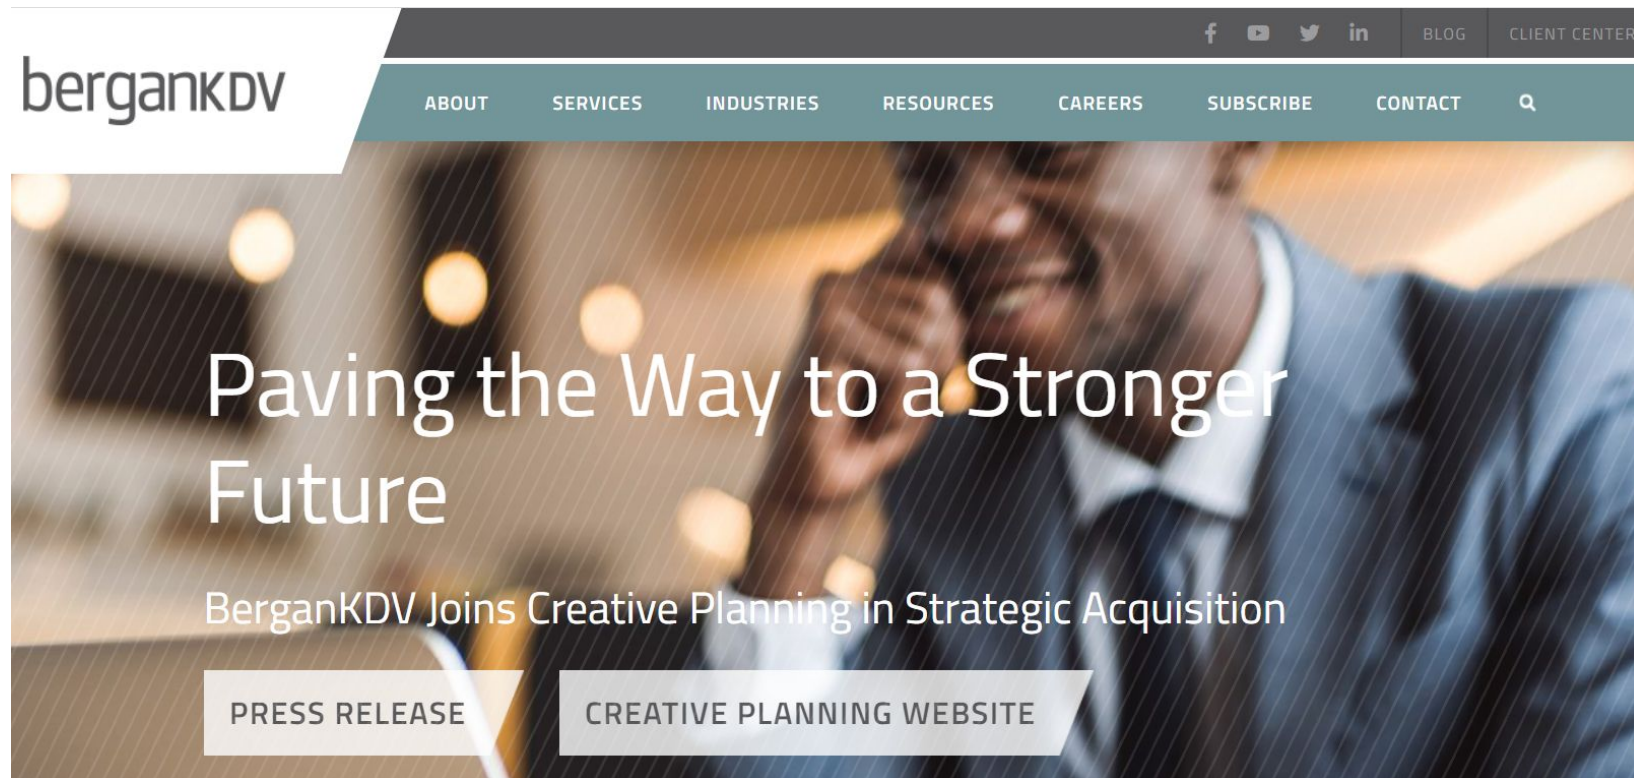 BLOG
CLIENT CENTER
berganKDV
ABOUT
SERVICES
INDUSTRIES
RESOURCES
CAREERS
SUBSCRIBE
CONTACT
Paving the Way to a Stronger
Future
BerganKDV Joins Creative Planning in Strategic Acquisition
PRESS RELEASE
CREATIVE PLANNING WEBSITE